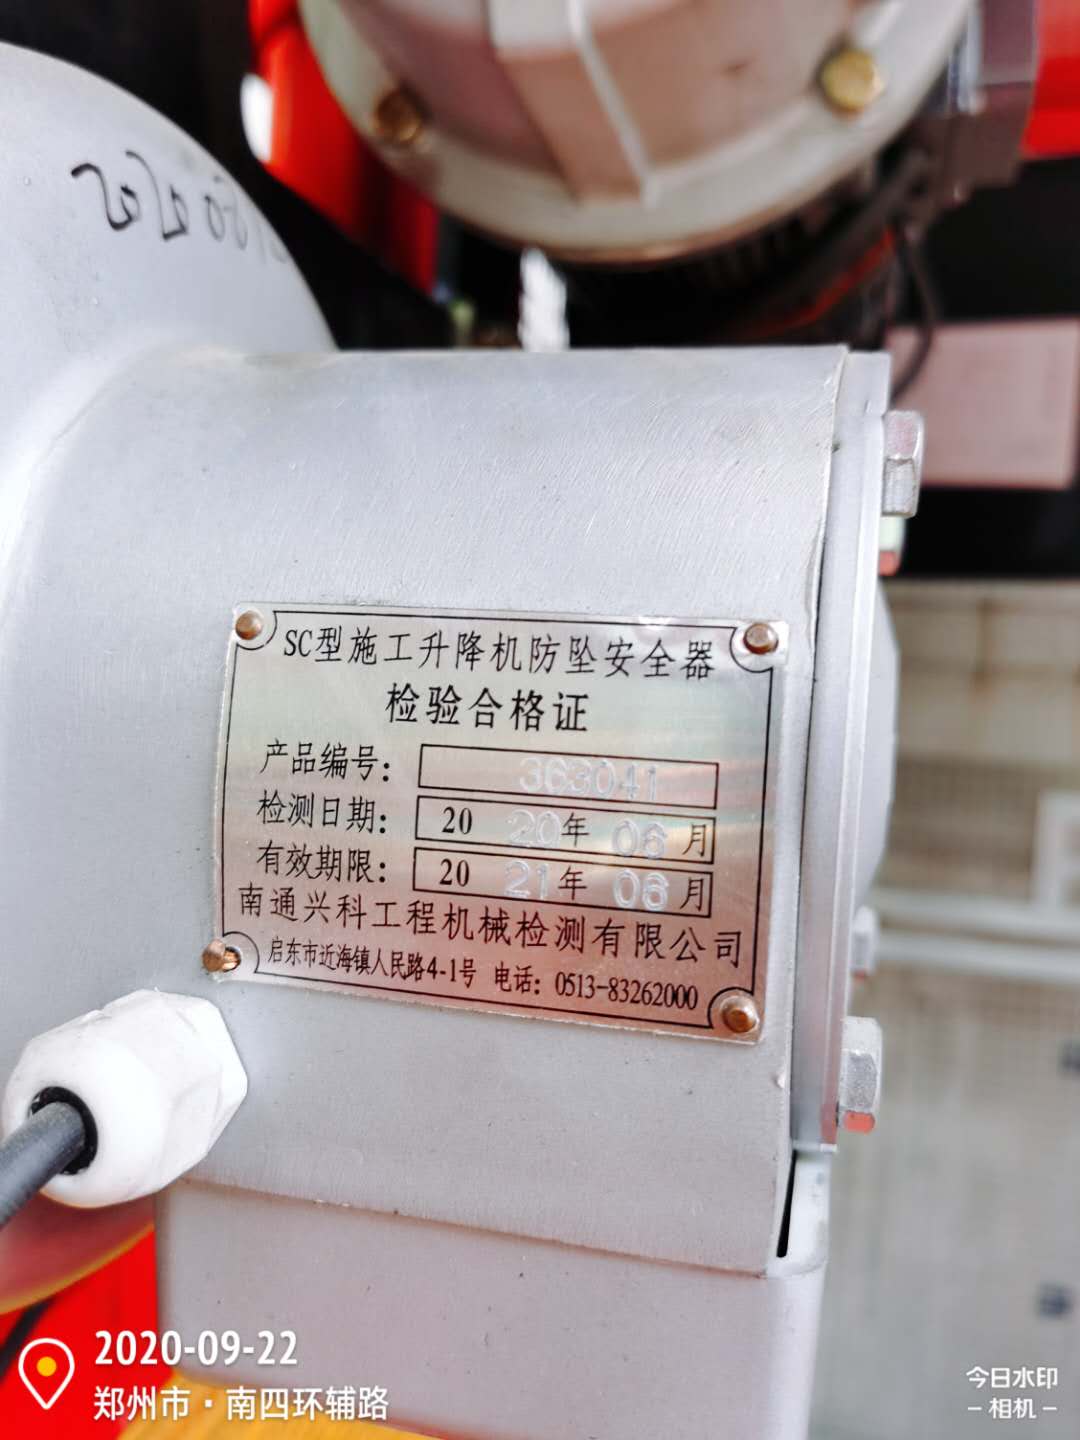 SC型施工升降机防坠安全器
检验合格证
产品编号: 363041
检测日期: 2020年06月
有效期限: 2021年06月
南通兴科工程机械检测有限公司
启东市近海镇人民路4-1号 电话: 0513-83262000
2020-09-22
郑州市·南四环辅路
今日水印
-相机-